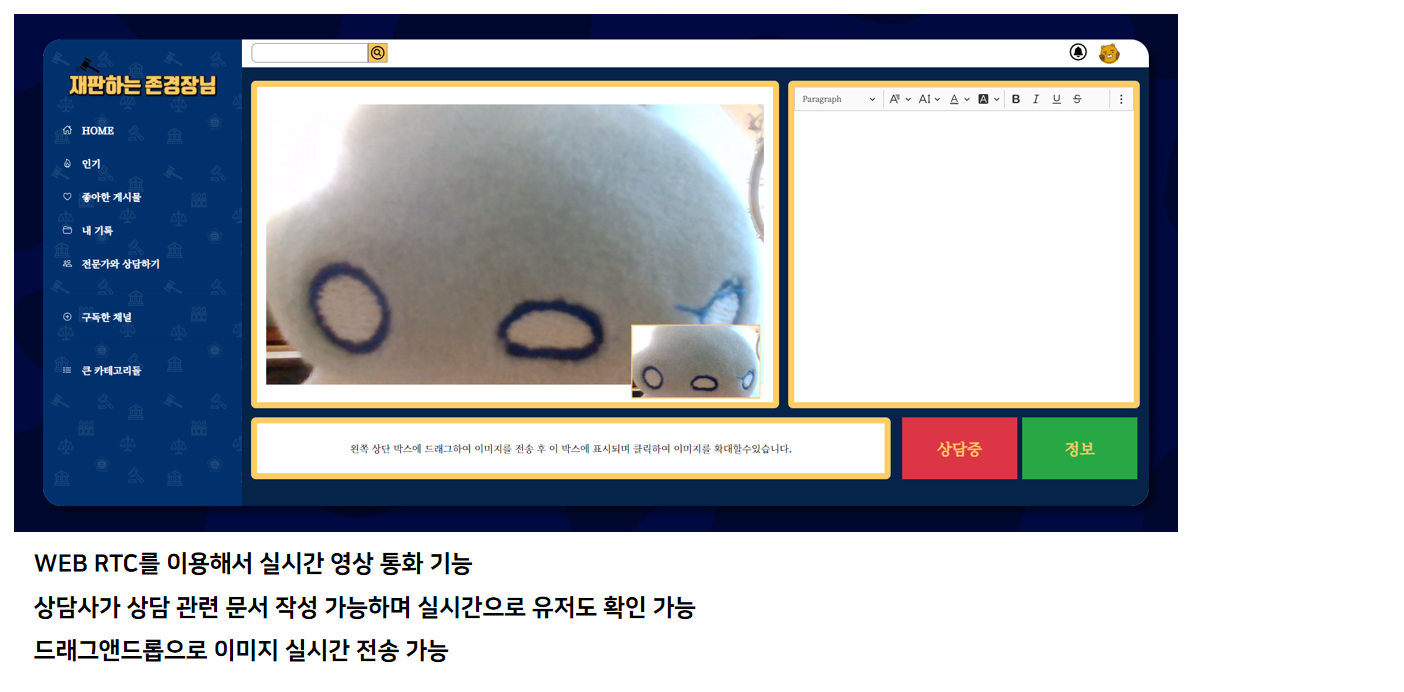 재판하는 존경장님
HOME
인기
좋아한 게시물
내 기록
전문가와 상담하기
구독한 채널
큰 카테고리들
Paragraph
B I U S
왼쪽 상단 박스에 드래그하여 이미지를 전송 후 이 박스에 표시되며 클릭하여 이미지를 확대할수있습니다.
상담중
정보
WEB RTC를 이용해서 실시간 영상 통화 기능
상담사가 상담 관련 문서 작성 가능하며 실시간으로 유저도 확인 가능
드래그앤드롭으로 이미지 실시간 전송 가능